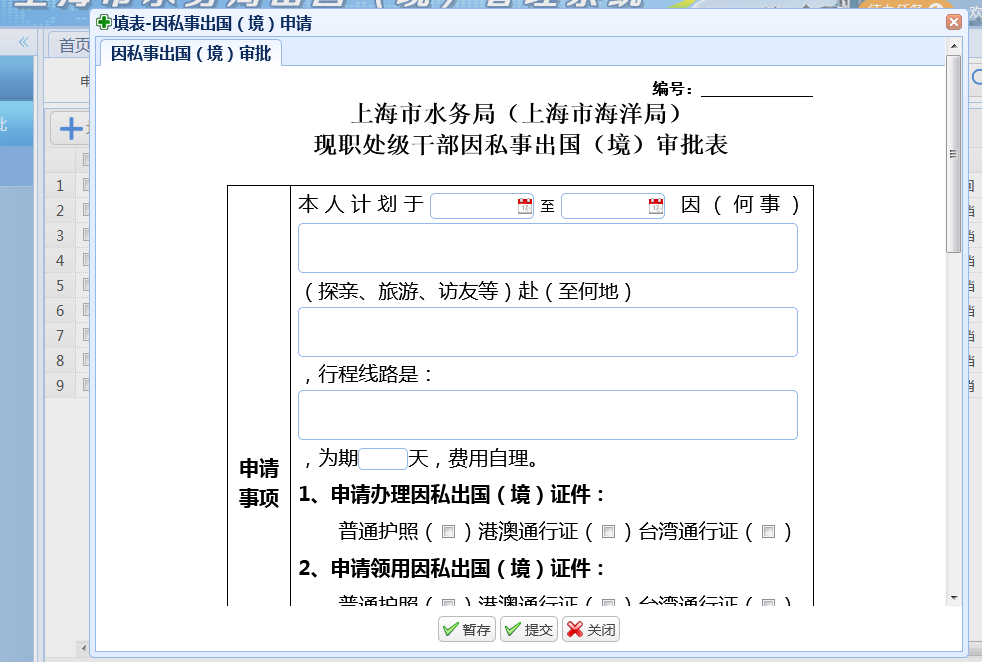 填表-因私事出国（境）申请
因私事出国（境）审批
首页
编号：
上海市水务局（上海市海洋局）
现职处级干部因私事出国（境）审批表
本人计划于 至 因（何事）
（探亲、旅游、访友等）赴（至何地）
，行程线路是：
，为期 天，费用自理。
申请
事项
1、申请办理因私出国（境）证件：
普通护照（ ）港澳通行证（ ）台湾通行证（ ）
2、申请领用因私出国（境）证件：
普通护照（ ）港澳通行证（ ）台湾通行证（ ）
1
2
3
4
5
6
7
8
9
暂存 提交 关闭